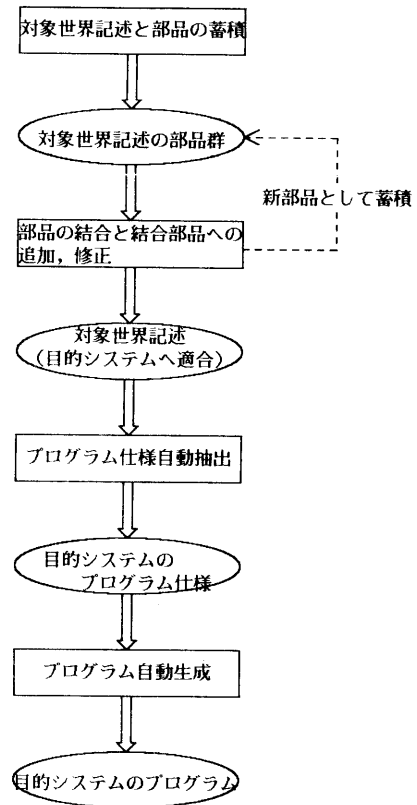 対象世界記述と部品の蓄積
対象世界記述の部品群
新部品として蓄積
部品の結合と結合部品への
追加，修正
対象世界記述
（目的システムへ適合）
プログラム仕様自動抽出
目的システムの
プログラム仕様
プログラム自動生成
目的システムのプログラム